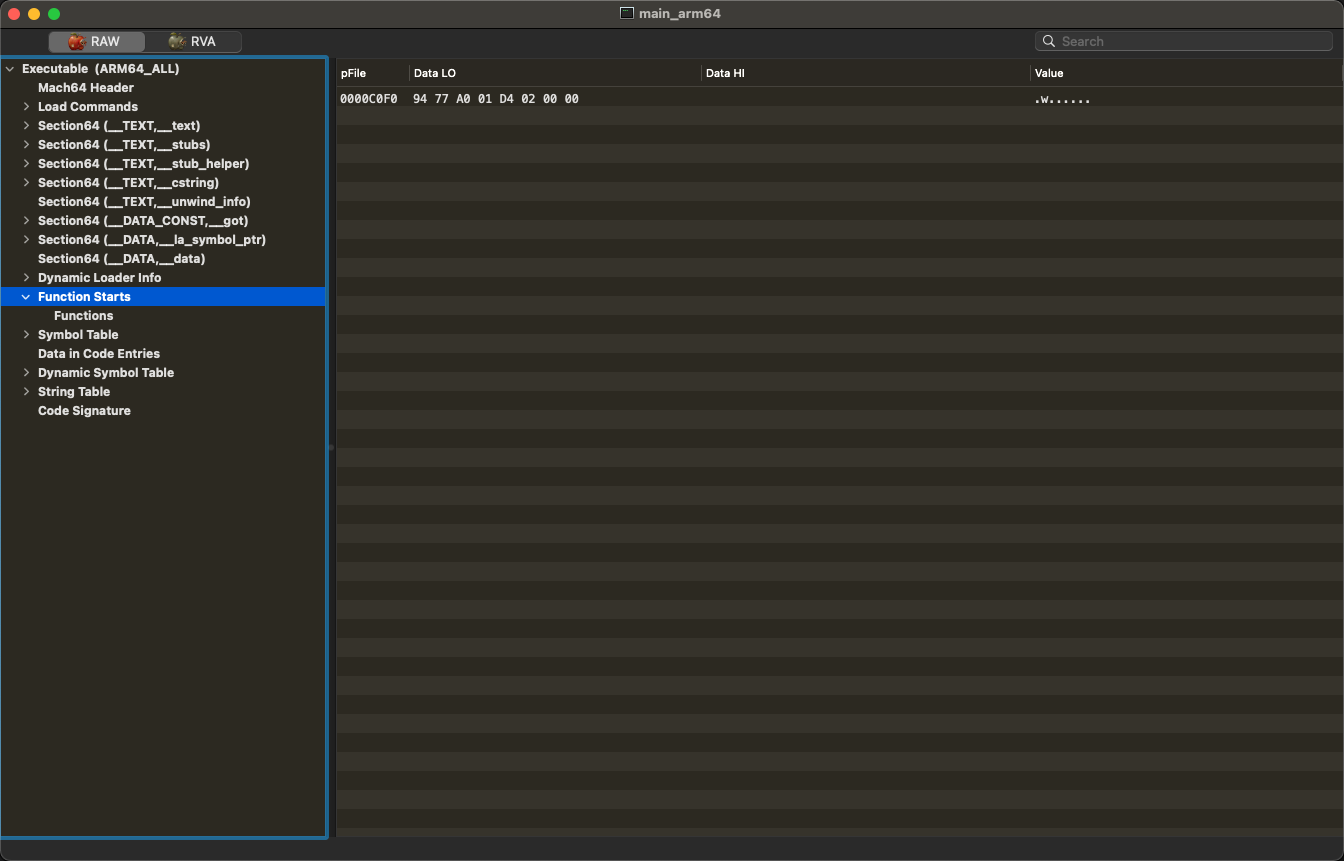 main_arm64
RAW RVA Search
Executable (ARM64_ALL)
Mach64 Header
Load Commands
Section64 (__TEXT,__text)
Section64 (__TEXT,__stubs)
Section64 (__TEXT,__stub_helper)
Section64 (__TEXT,__cstring)
Section64 (__TEXT,__unwind_info)
Section64 (__DATA_CONST,__got)
Section64 (__DATA,__la_symbol_ptr)
Section64 (__DATA,__data)
Dynamic Loader Info
Function Starts
Functions
Symbol Table
Data in Code Entries
Dynamic Symbol Table
String Table
Code Signature
pFile Data LO Data HI Value
0000C0F0 94 77 A0 01 D4 02 00 00 .w......